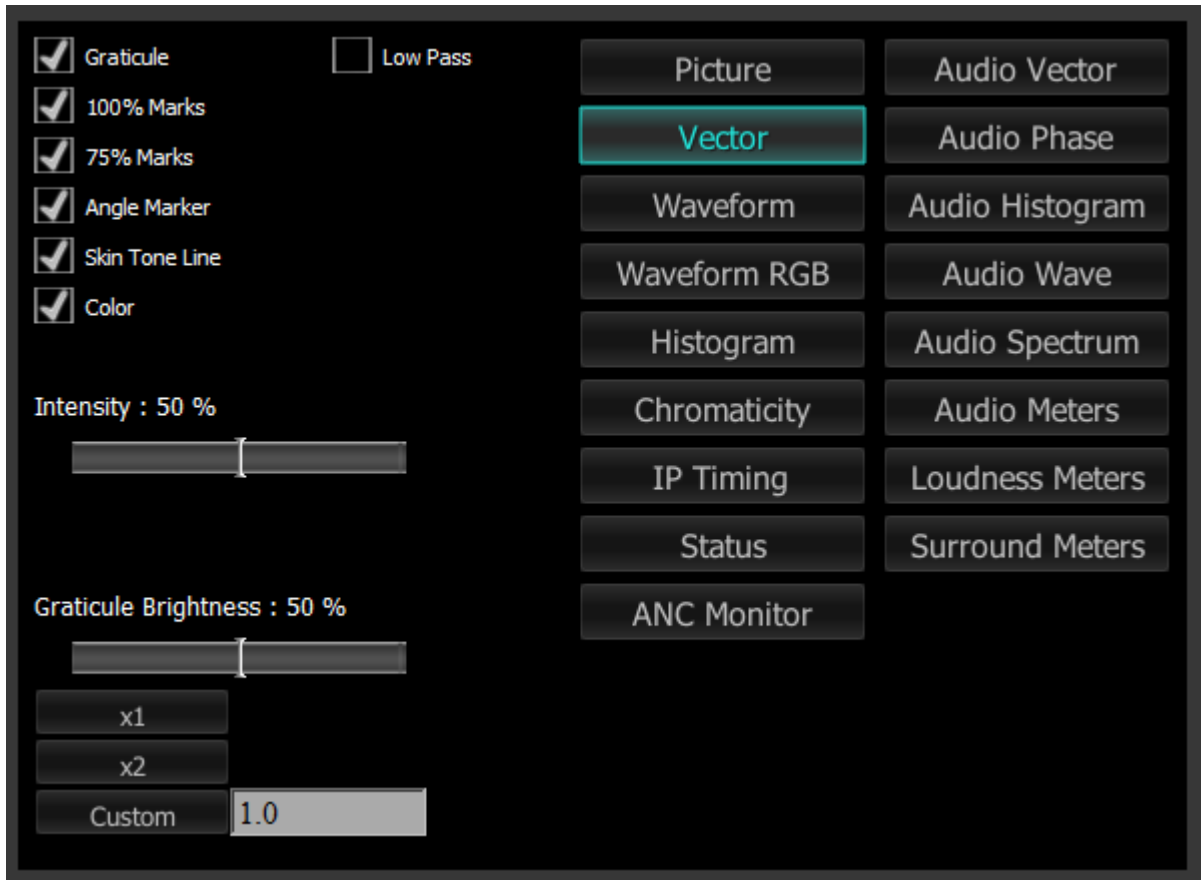 Graticule
Low Pass
100% Marks
75% Marks
Angle Marker
Skin Tone Line
Color
Intensity : 50 %
Graticule Brightness : 50 %
x1
x2
Custom
1.0
Picture
Audio Vector
Vector
Audio Phase
Waveform
Audio Histogram
Waveform RGB
Audio Wave
Histogram
Audio Spectrum
Chromaticity
Audio Meters
IP Timing
Loudness Meters
Status
Surround Meters
ANC Monitor